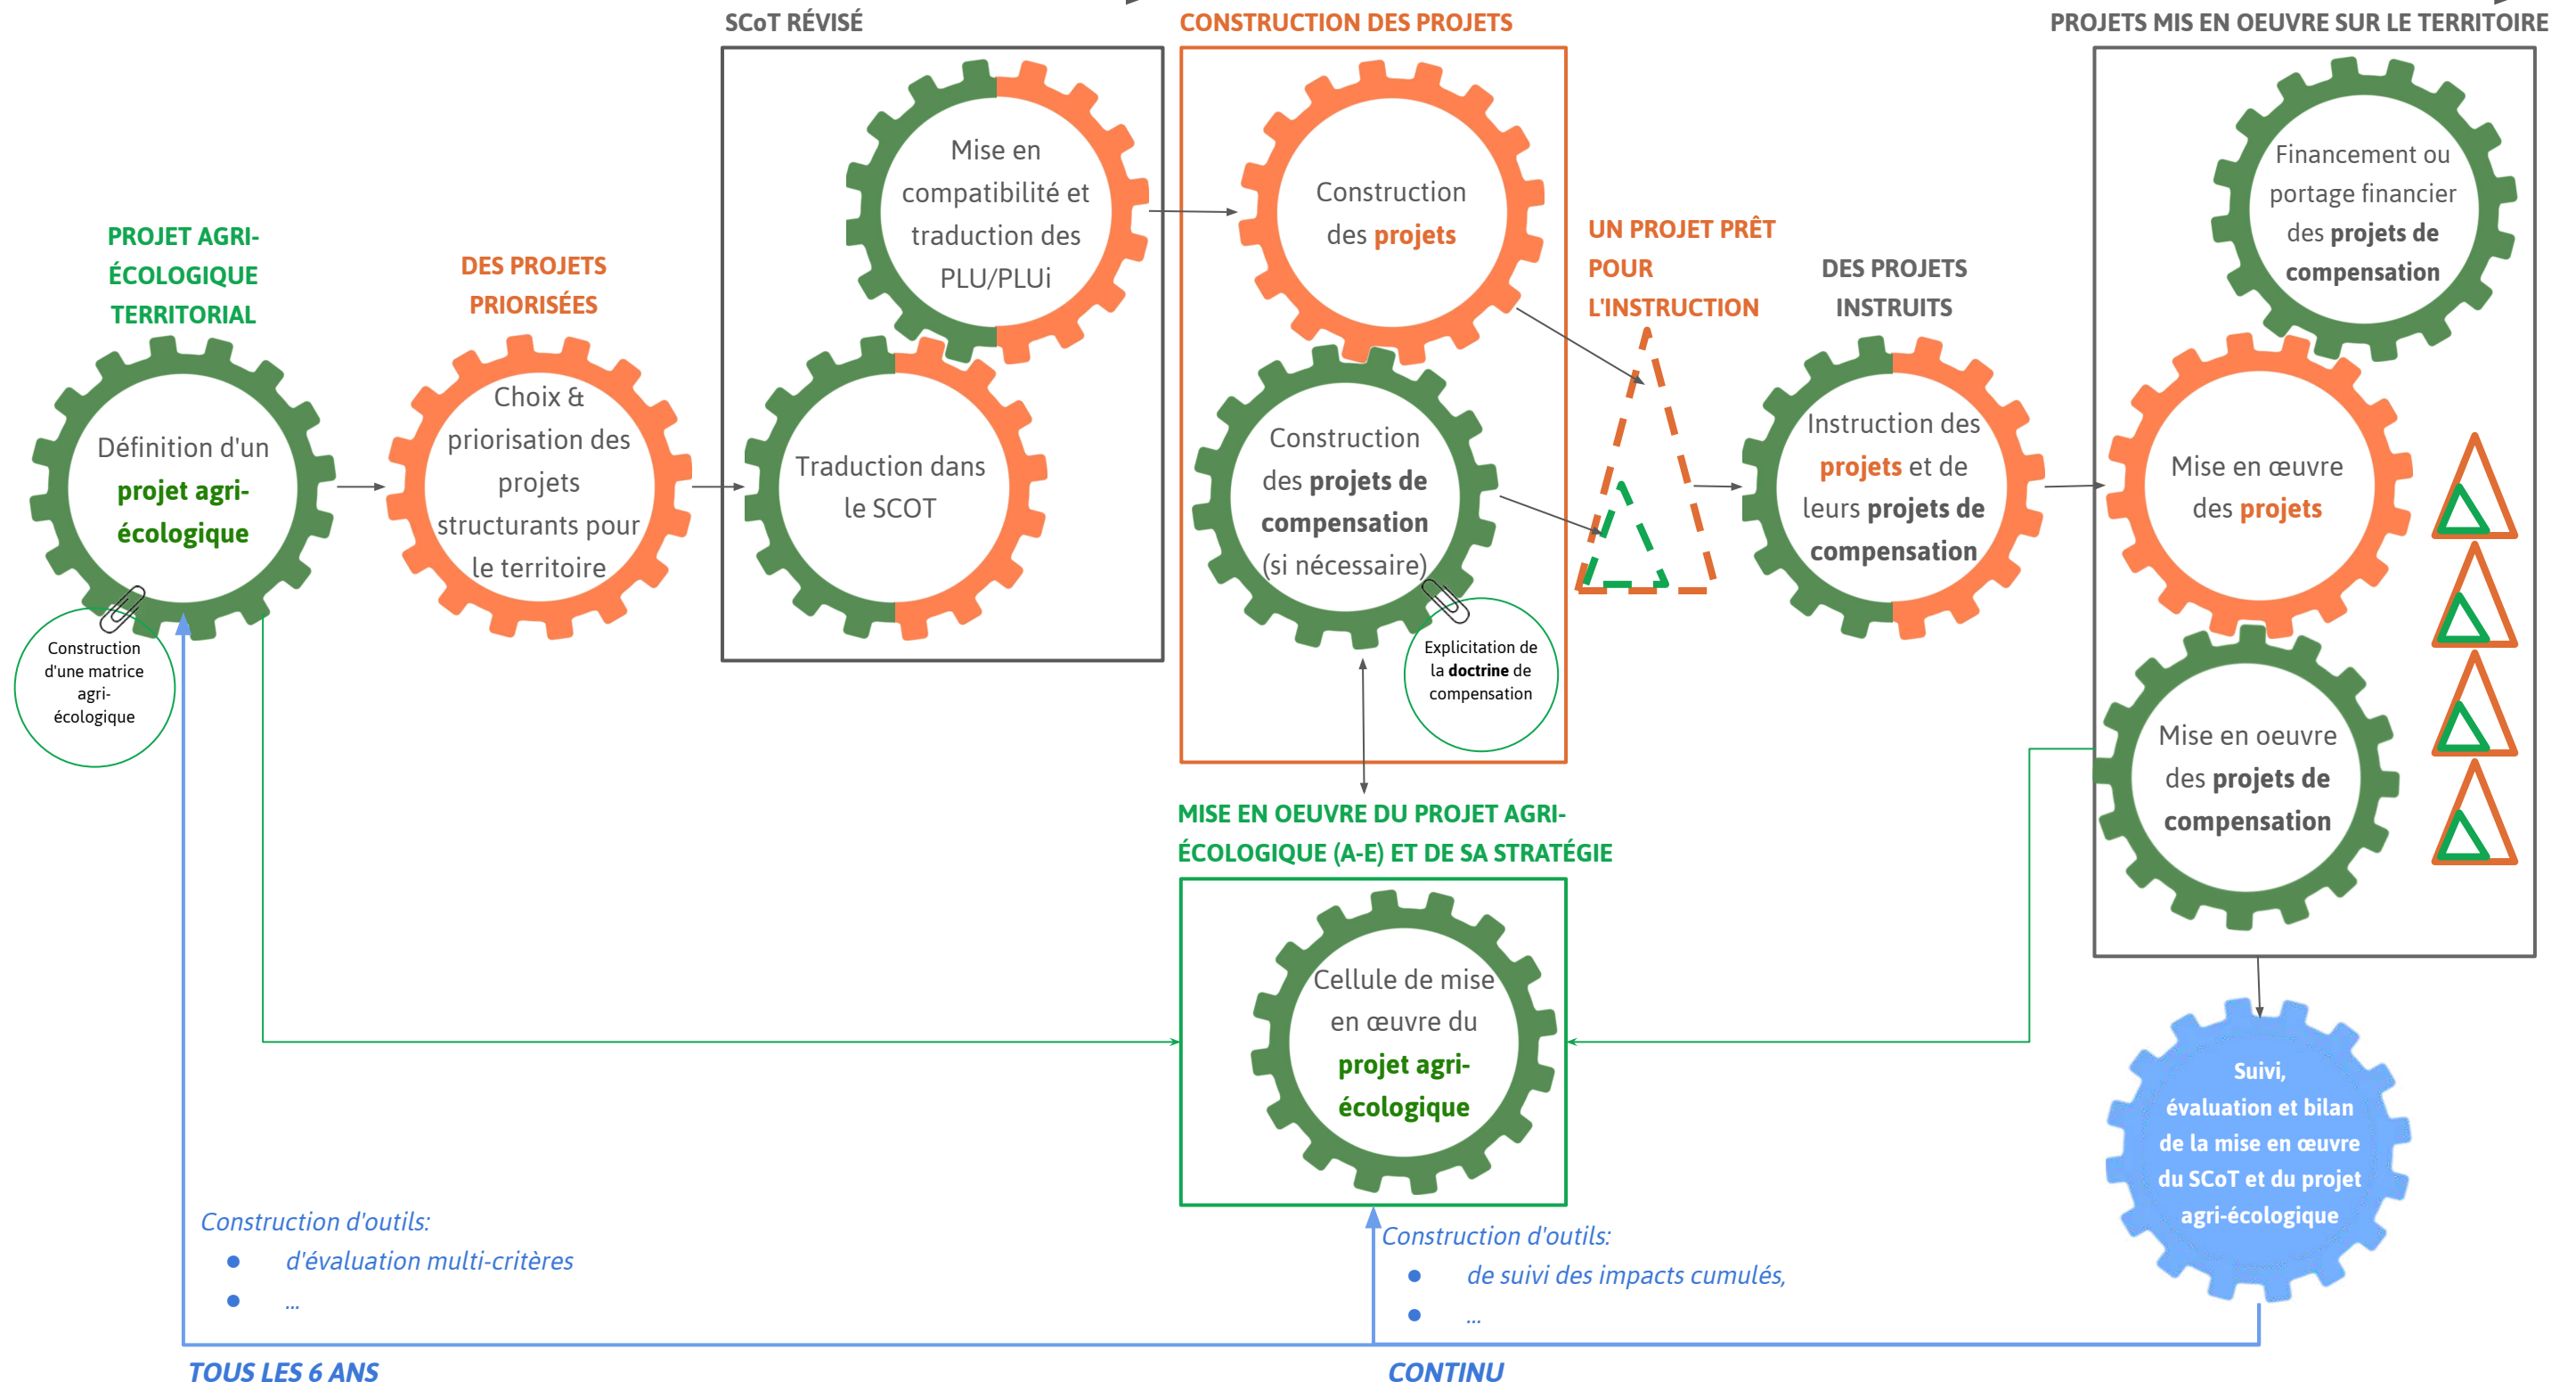 SCoT RÉVISÉ
CONSTRUCTION DES PROJETS
PROJETS MIS EN OEUVRE SUR LE TERRITOIRE
PROJET AGRI-
ÉCOLOGIQUE
TERRITORIAL
DES PROJETS
PRIORISÉES
Mise en
compatibilité et
traduction des
PLU/PLUi
Construction
des projets
UN PROJET PRÊT
POUR
L'INSTRUCTION
DES PROJETS
INSTRUITS
Financement ou
portage financier
des projets de
compensation
Définition d'un
projet agri-
écologique
Choix &
priorisation des
projets
structurants pour
le territoire
Traduction dans
le SCOT
Construction
des projets de
compensation
(si nécessaire)
Instruction des
projets et de
leurs projets de
compensation
Mise en œuvre
des projets
Construction
d'une matrice
agri-
écologique
Explicitation de
la doctrine de
compensation
Mise en oeuvre
des projets de
compensation
MISE EN OEUVRE DU PROJET AGRI-
ÉCOLOGIQUE (A-E) ET DE SA STRATÉGIE
Cellule de mise
en œuvre du
projet agri-
écologique
Suivi,
évaluation et bilan
de la mise en œuvre
du SCoT et du projet
agri-écologique
Construction d'outils:
● d'évaluation multi-critères
● ...
Construction d'outils:
● de suivi des impacts cumulés,
● ...
TOUS LES 6 ANS
CONTINU